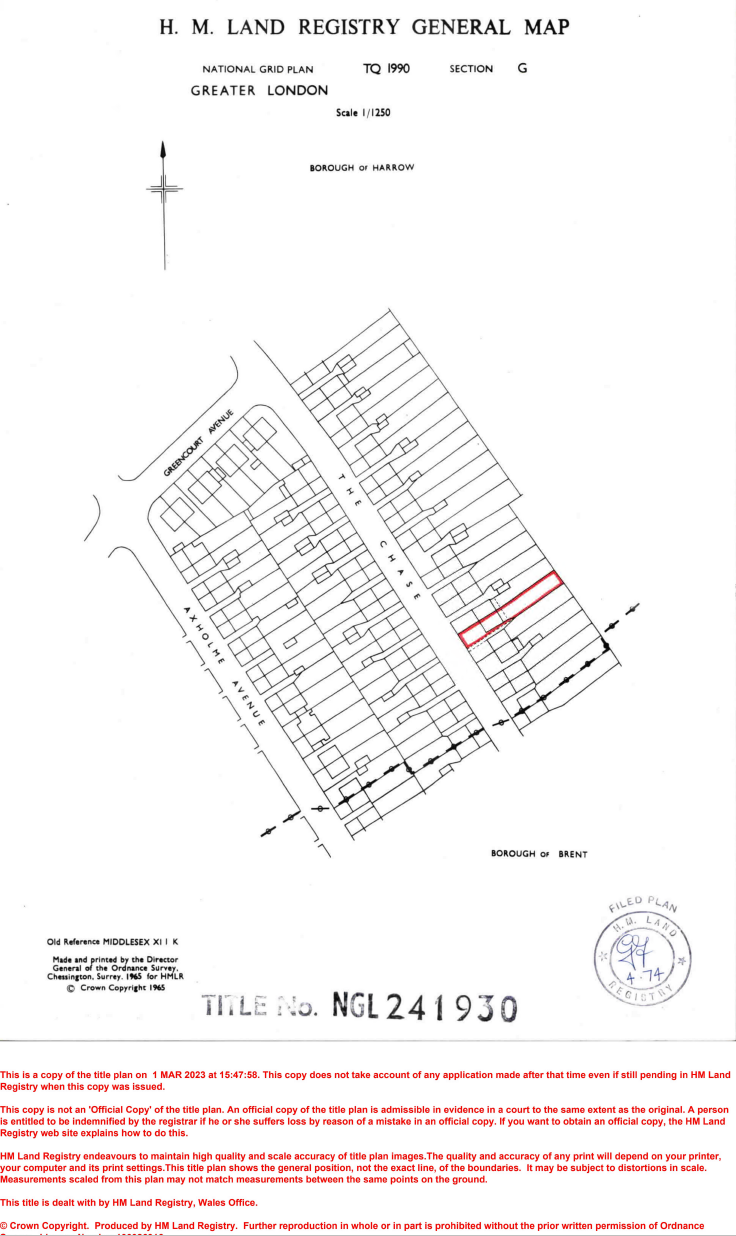 H. M. LAND REGISTRY GENERAL MAP
NATIONAL GRID PLAN TQ 1990 SECTION G
GREATER LONDON
Scale 1/1250
BOROUGH OF HARROW
GREENCOURT AVENUE
THE CHASE
AXHOLME AVENUE
BOROUGH OF BRENT
FILED PLAN
H.M. LAND
REGISTRY
4.74
Old Reference MIDDLESEX XI I K
Made and printed by the Director
General of the Ordnance Survey,
Chessington, Surrey. 1965 for HMLR
© Crown Copyright 1965
TITLE No. NGL241930
This is a copy of the title plan on 1 MAR 2023 at 15:47:58. This copy does not take account of any application made after that time even if still pending in HM Land
Registry when this copy was issued.
This copy is not an 'Official Copy' of the title plan. An official copy of the title plan is admissible in evidence in a court to the same extent as the original. A person
is entitled to be indemnified by the registrar if he or she suffers loss by reason of a mistake in an official copy. If you want to obtain an official copy, the HM Land
Registry web site explains how to do this.
HM Land Registry endeavours to maintain high quality and scale accuracy of title plan images.The quality and accuracy of any print will depend on your printer,
your computer and its print settings.This title plan shows the general position, not the exact line, of the boundaries. It may be subject to distortions in scale.
Measurements scaled from this plan may not match measurements between the same points on the ground.
This title is dealt with by HM Land Registry, Wales Office.
© Crown Copyright. Produced by HM Land Registry. Further reproduction in whole or in part is prohibited without the prior written permission of Ordnance